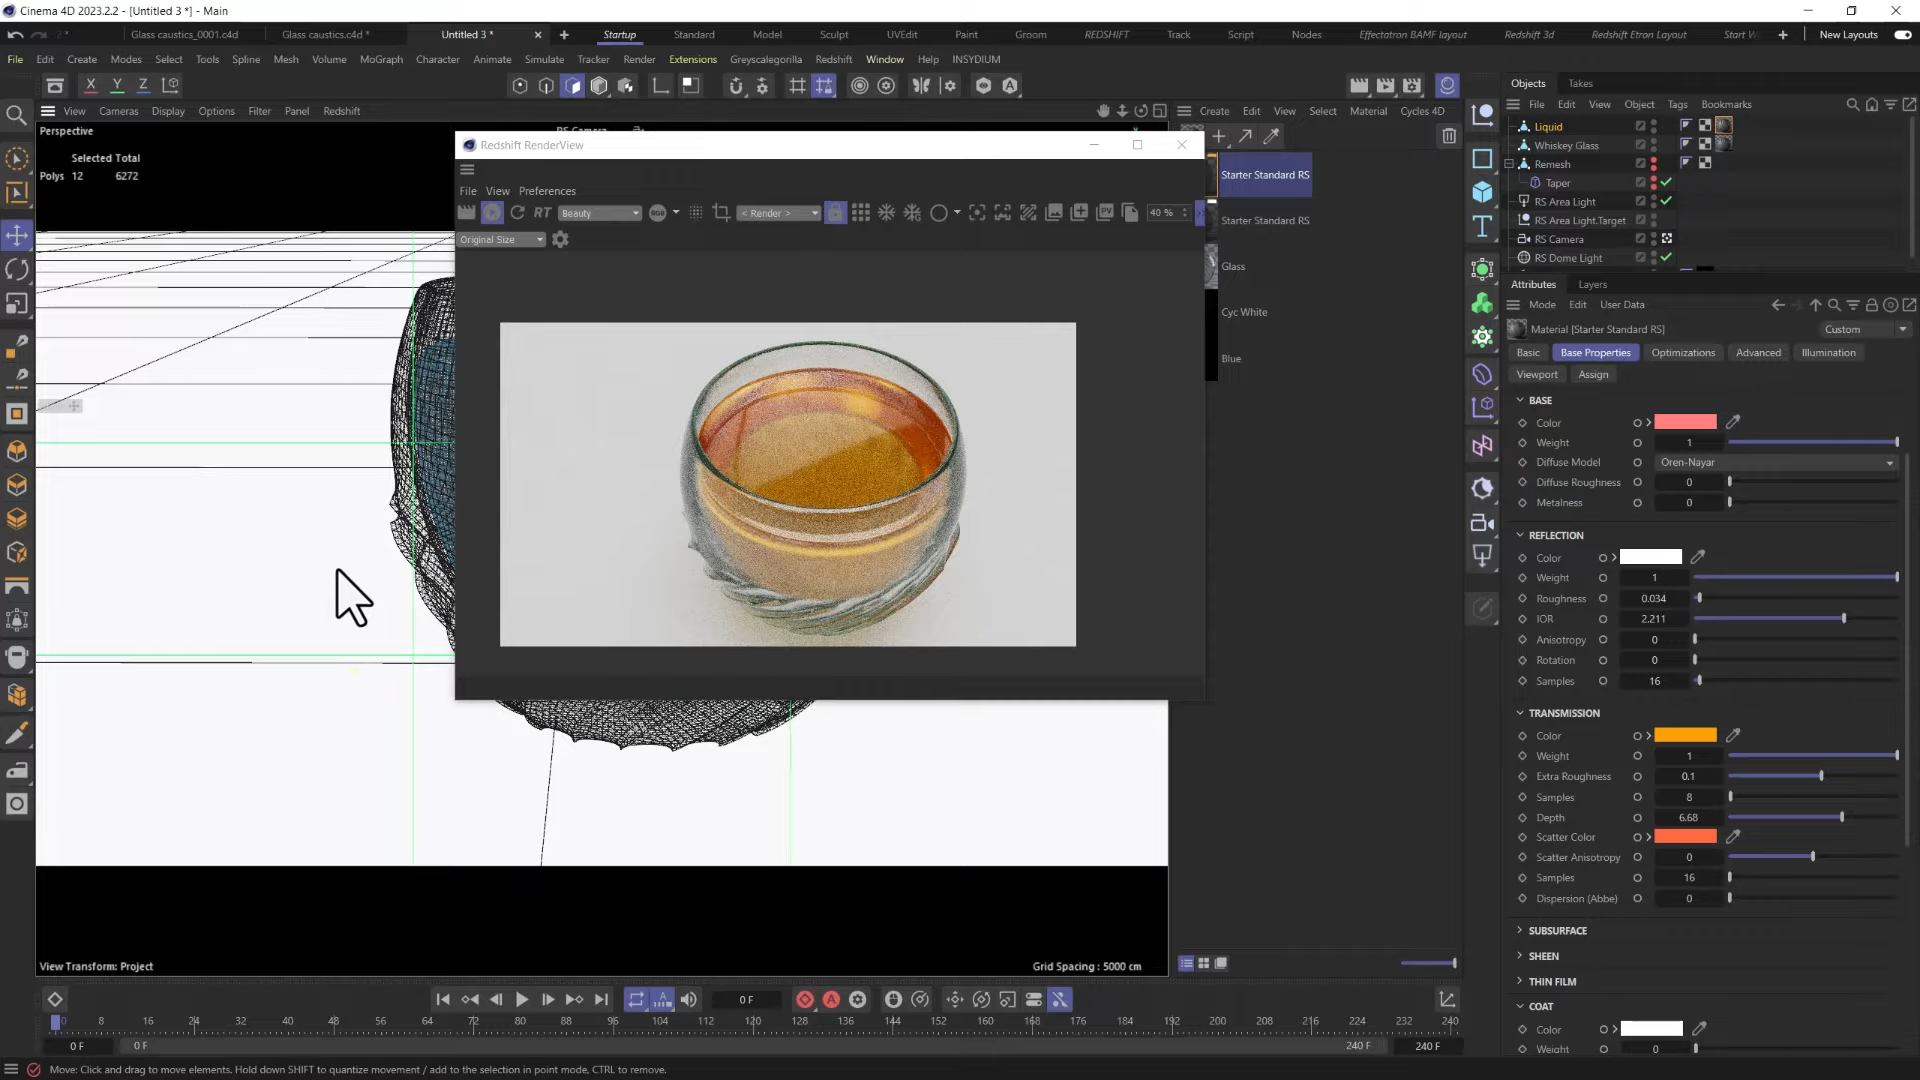 Cinema 4D 2023.2.2 - [Untitled 3 *] - Main
Glass caustics_0001.c4d
Glass caustics.c4d *
Untitled 3 *
Startup
Standard
Model
Sculpt
UVEdit
Paint
Groom
REDSHIFT
Track
Script
Nodes
Effectatron BAMF layout
Redshift 3d
Redshift Etron Layout
Start W
New Layouts
File Edit Create Modes Select Tools Spline Mesh Volume MoGraph Character Animate Simulate Tracker Render Extensions Greyscalegorilla Redshift Window Help INSYDIUM
X Y Z
View Cameras Display Options Filter Panel Redshift
Create Edit View Select Material Cycles 4D
Objects Takes
File Edit View Object Tags Bookmarks
Perspective
RS Camera
Selected Total
Polys 12 6272
Redshift RenderView
File View Preferences
RT Beauty RGB < Render > PV 40 %
Original Size
Starter Standard RS
Starter Standard RS
Glass
Cyc White
Blue
Liquid
Whiskey Glass
Remesh
Taper
RS Area Light
RS Area Light.Target
RS Camera
RS Dome Light
Attributes Layers
Mode Edit User Data
Material [Starter Standard RS]
Custom
Basic Base Properties Optimizations Advanced Illumination
Viewport Assign
BASE
Color
Weight 1
Diffuse Model Oren-Nayar
Diffuse Roughness 0
Metalness 0
REFLECTION
Color
Weight 1
Roughness 0.034
IOR 2.211
Anisotropy 0
Rotation 0
Samples 16
TRANSMISSION
Color
Weight 1
Extra Roughness 0.1
Samples 8
Depth 6.68
Scatter Color
Scatter Anisotropy 0
Samples 16
Dispersion (Abbe) 0
SUBSURFACE
SHEEN
THIN FILM
COAT
Color
Weight 0
View Transform: Project
Grid Spacing : 5000 cm
0 F
0 8 16 24 32 40 48 56 64 72 80 88 96 104 112 120 128 136 144 152 160 168 176 184 192 200 208 216 224 232 240
0 F 0 F 240 F 240 F
Move: Click and drag to move elements. Hold down SHIFT to quantize movement / add to the selection in point mode, CTRL to remove.